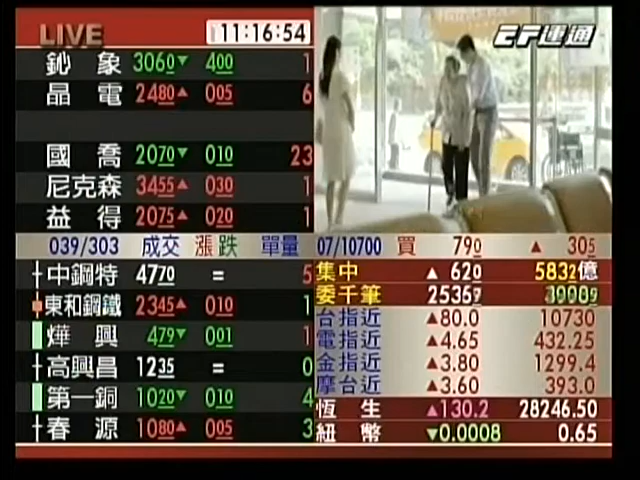 LIVE
11:16:54
ET運通
鈊象 3060▼ 400 1
晶電 2480▲ 005 6
國喬 2070▼ 010 23
尼克森 3455▲ 030 1
益得 2075▲ 020 1
039/303 成交 漲跌 單量
07/10700 買 790 ▲ 305
中鋼特 4770 = 5
東和鋼鐵 2345▲ 010 1
燁興 479▼ 001 1
高興昌 1235 = 0
第一銅 1020▼ 010 4
春源 1080▲ 005 3
集中 ▲620 5832億
委千筆
台指近 ▲80.0 10730
電指近 ▲4.65 432.25
金指近 ▲3.80 1299.4
摩台近 ▲3.60 393.0
恆生 ▲130.2 28246.50
紐幣 ▼0.0008 0.65